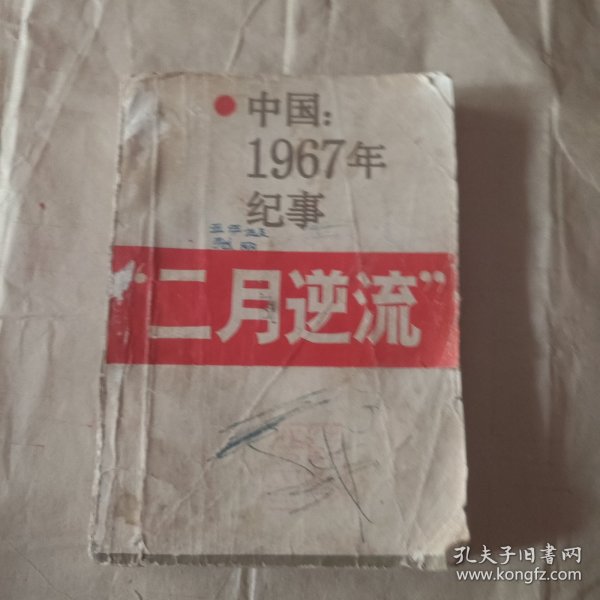 中国：
1967年
纪事
“二月逆流”
孔夫子旧书网
www.kongfz.com